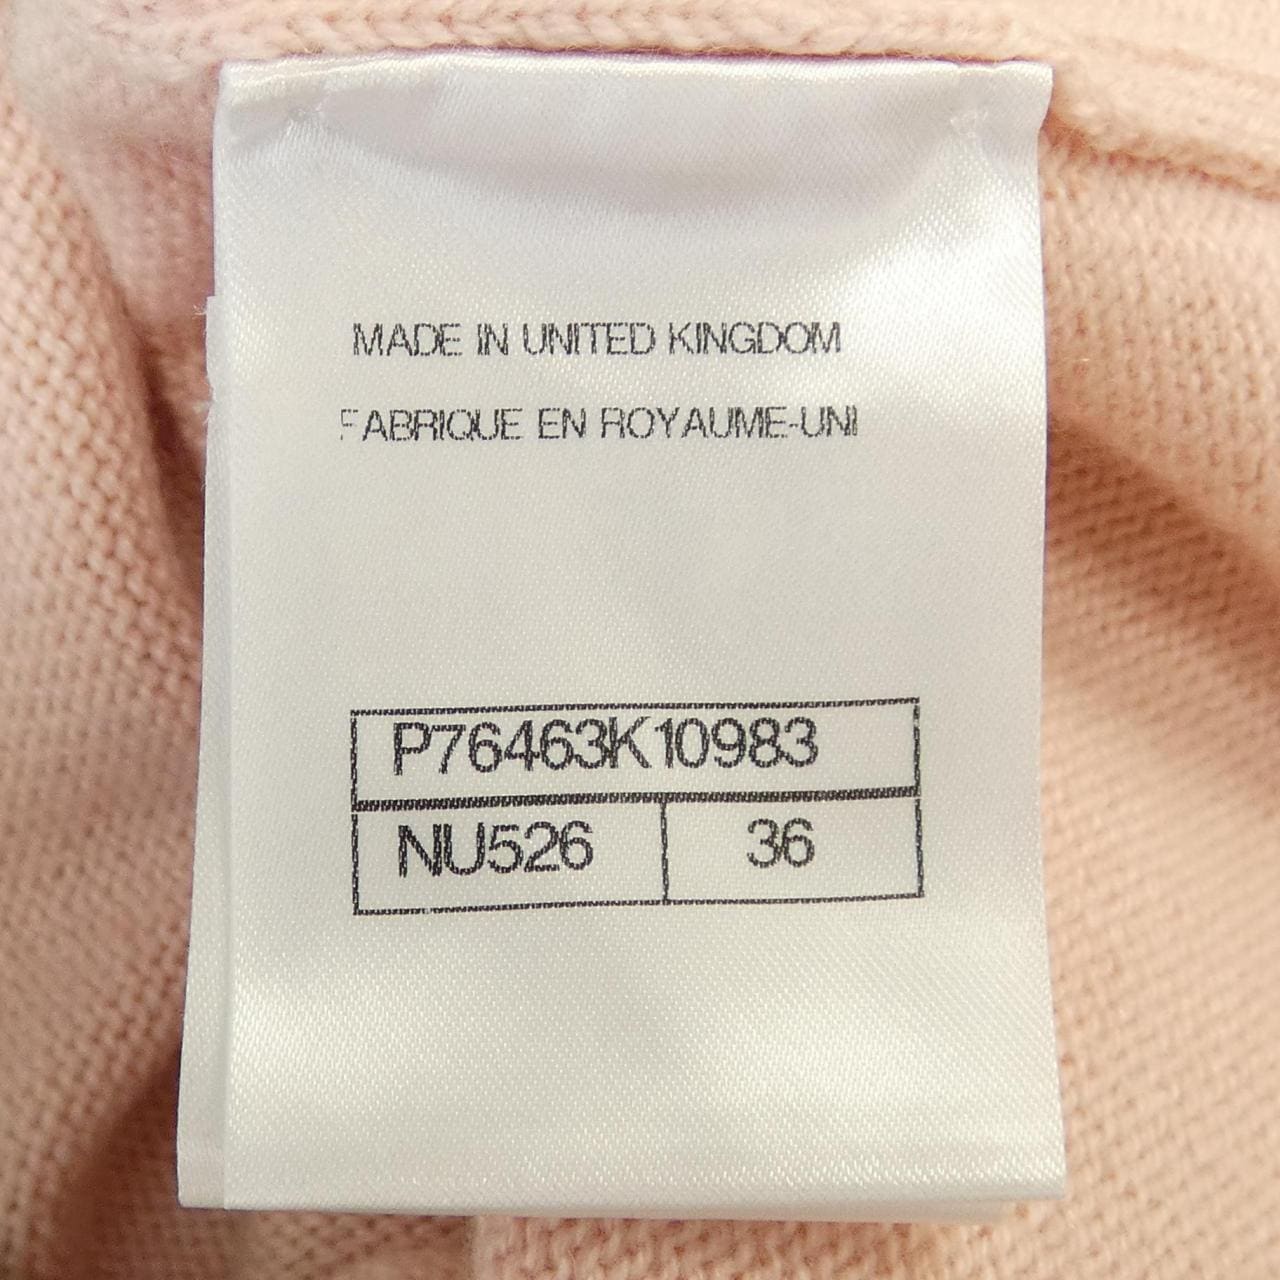 MADE IN UNITED KINGDOM
FABRIQUE EN ROYAUME-UNI
P76463K10983
NU526 36